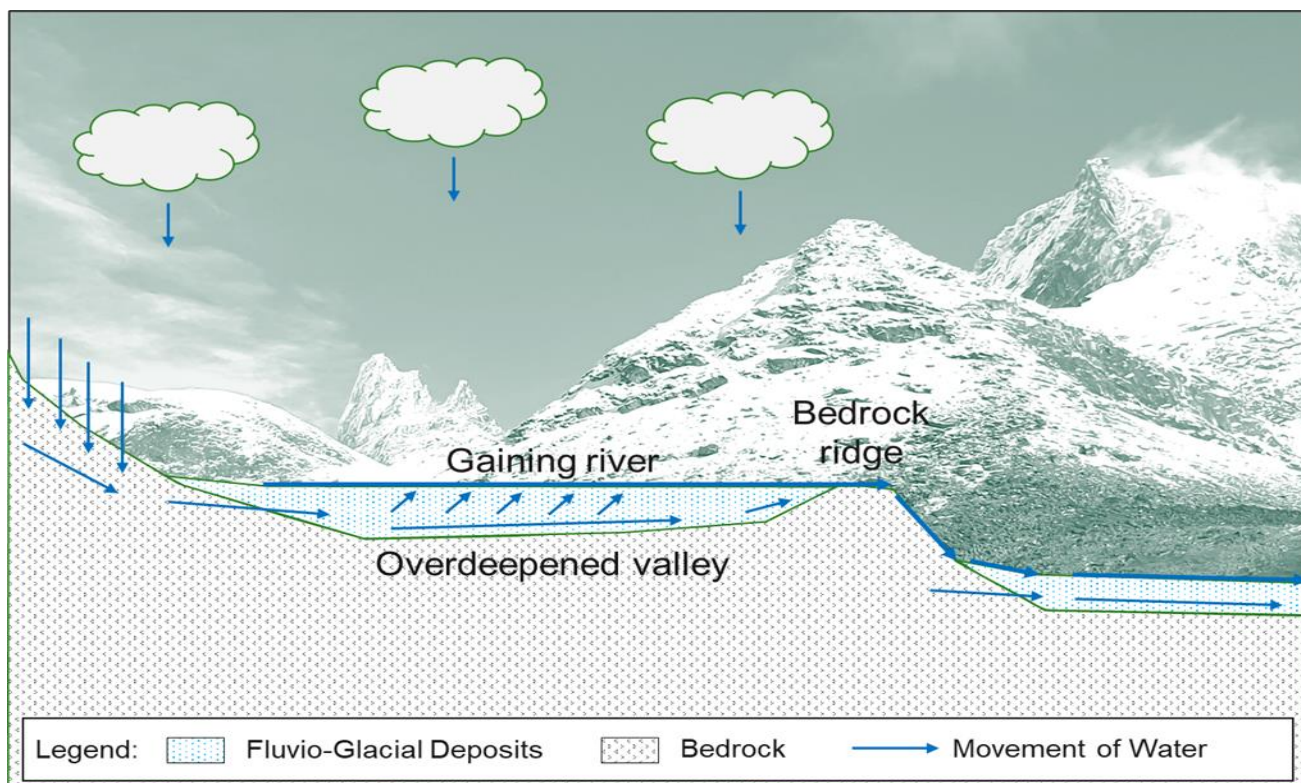 Bedrock
ridge
Gaining river
Overdeepened valley
Legend: Fluvio-Glacial Deposits Bedrock Movement of Water